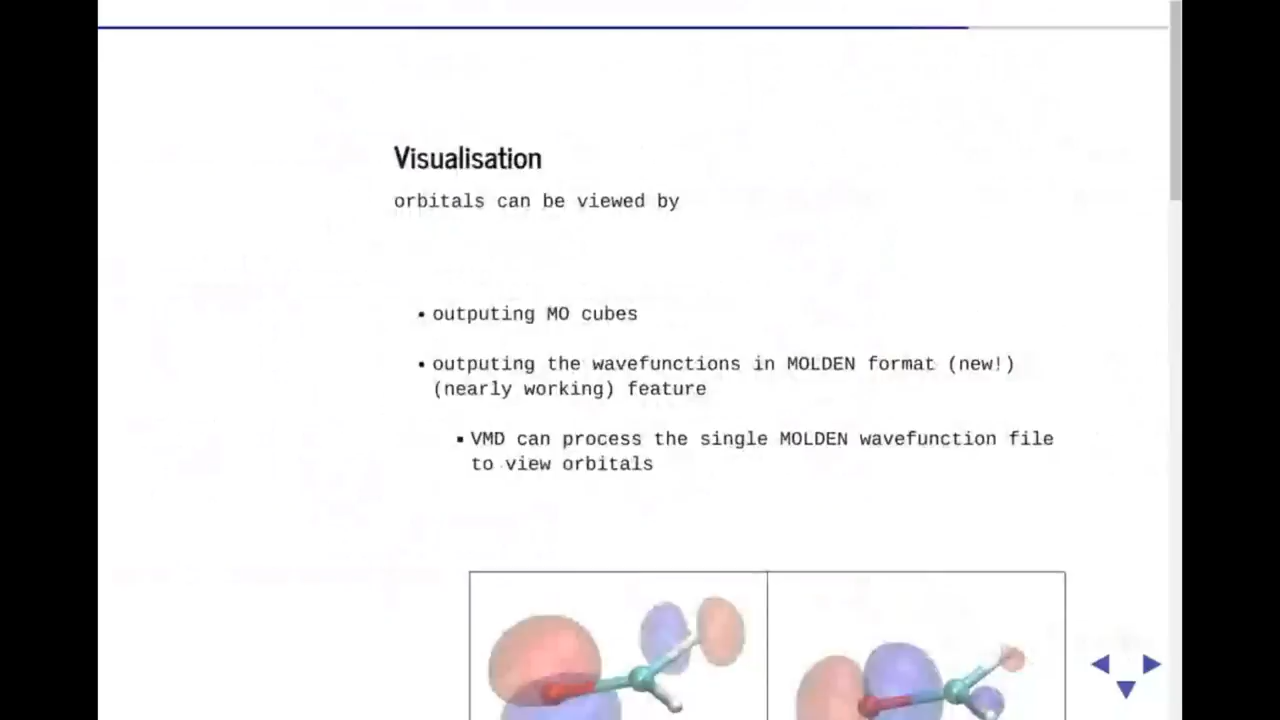 Visualisation
orbitals can be viewed by
• outputing MO cubes
• outputing the wavefunctions in MOLDEN format (new!)
(nearly working) feature
▪ VMD can process the single MOLDEN wavefunction file
to view orbitals